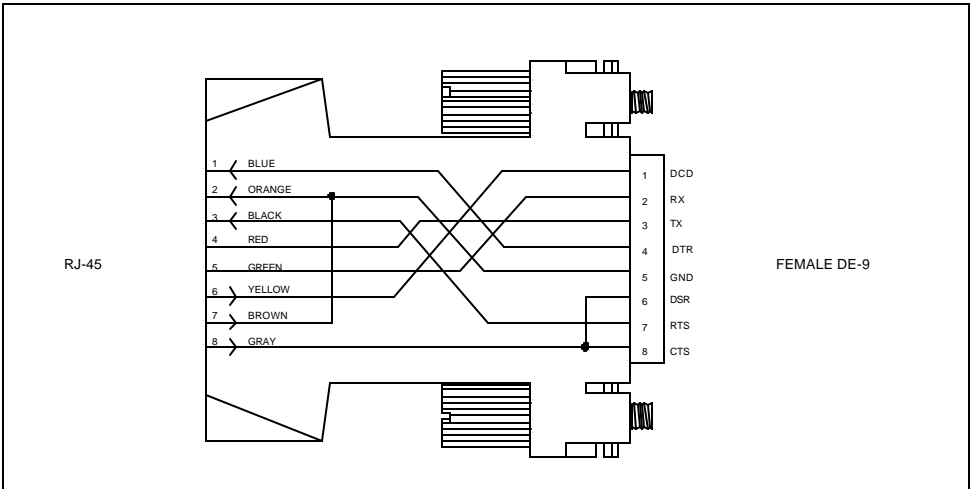 RJ-45
1 BLUE
2 ORANGE
3 BLACK
4 RED
5 GREEN
6 YELLOW
7 BROWN
8 GRAY
1 DCD
2 RX
3 TX
4 DTR
5 GND
6 DSR
7 RTS
8 CTS
FEMALE DE-9